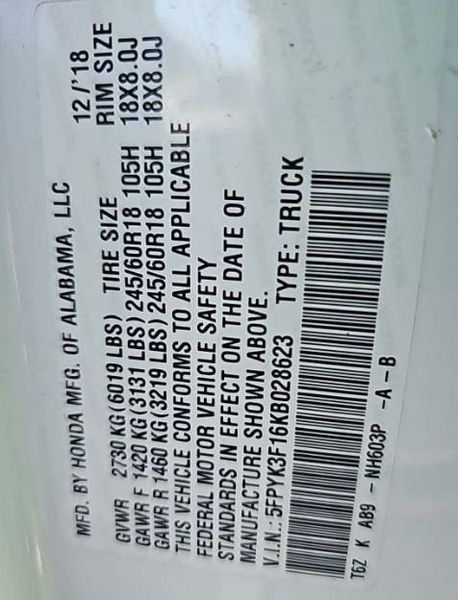 MFD. BY HONDA MFG. OF ALABAMA, LLC 12/'18
GVWR 2730 KG (6019 LBS) TIRE SIZE RIM SIZE
GAWR F 1420 KG (3131 LBS) 245/60R18 105H 18X8.0J
GAWR R 1460 KG (3219 LBS) 245/60R18 105H 18X8.0J
THIS VEHICLE CONFORMS TO ALL APPLICABLE
FEDERAL MOTOR VEHICLE SAFETY
STANDARDS IN EFFECT ON THE DATE OF
MANUFACTURE SHOWN ABOVE.
V.I.N.: 5FPYK3F16KB028623 TYPE: TRUCK
T6Z K AB9 - NH603P -A-B